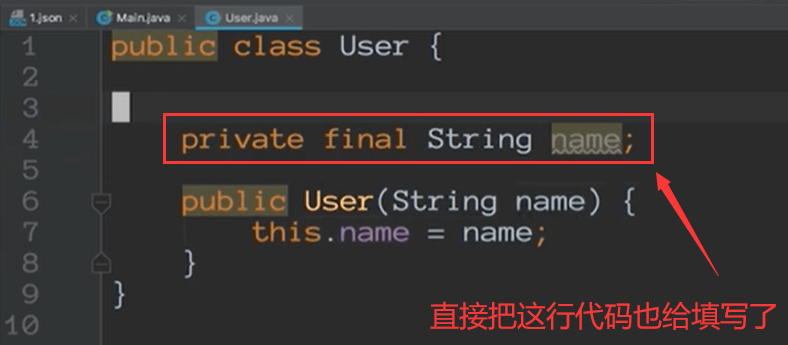 1.json × Main.java × User.java ×
1 public class User {
2
3
4 private final String name;
5
6 public User(String name) {
7 this.name = name;
8 }
9 }
10
直接把这行代码也给填写了